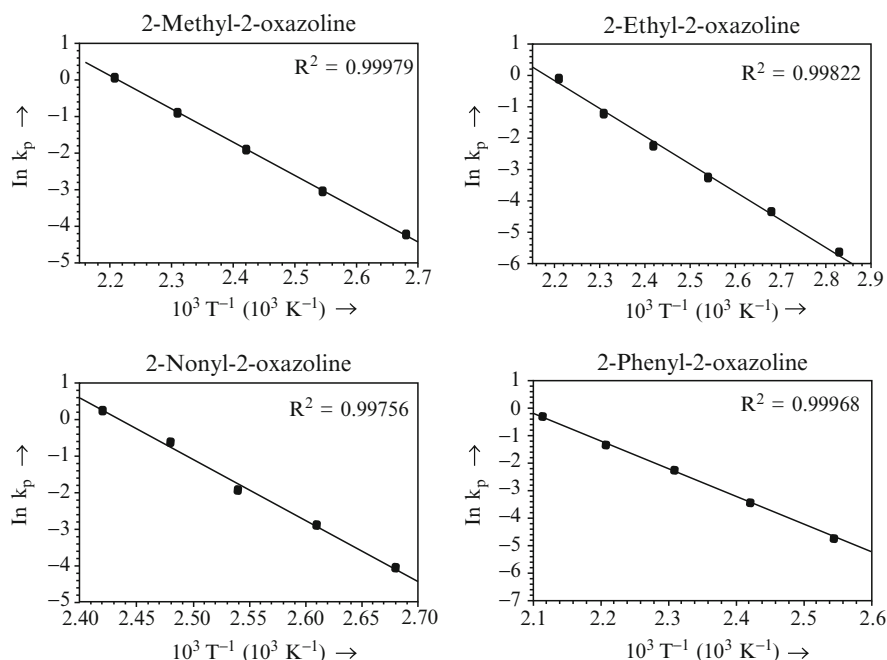 2-Methyl-2-oxazoline
R² = 0.99979
ln kₚ →
1
0
−1
−2
−3
−4
−5
2.2 2.3 2.4 2.5 2.6 2.7
10³ T⁻¹ (10³ K⁻¹) →
2-Ethyl-2-oxazoline
R² = 0.99822
ln kₚ →
1
0
−1
−2
−3
−4
−5
−6
2.2 2.3 2.4 2.5 2.6 2.7 2.8 2.9
10³ T⁻¹ (10³ K⁻¹) →
2-Nonyl-2-oxazoline
R² = 0.99756
ln kₚ →
1
0
−1
−2
−3
−4
−5
2.40 2.45 2.50 2.55 2.60 2.65 2.70
10³ T⁻¹ (10³ K⁻¹) →
2-Phenyl-2-oxazoline
R² = 0.99968
ln kₚ →
1
0
−1
−2
−3
−4
−5
−6
−7
2.1 2.2 2.3 2.4 2.5 2.6
10³ T⁻¹ (10³ K⁻¹) →